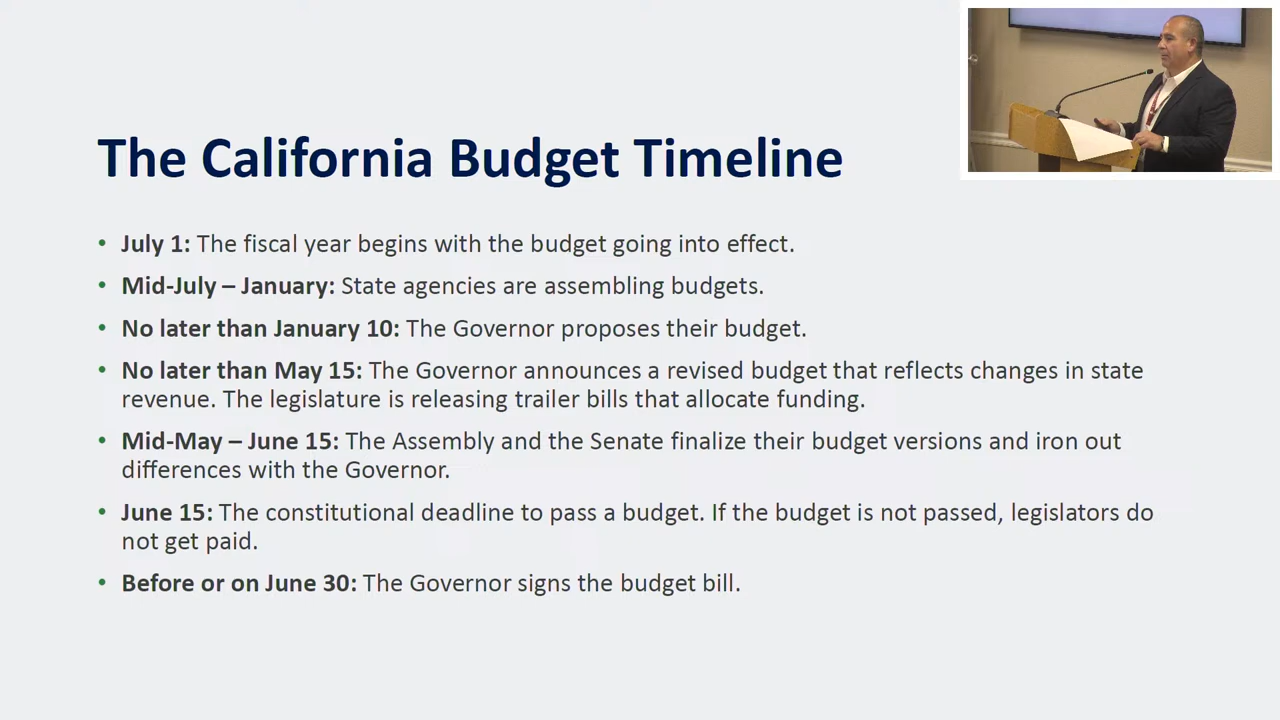 The California Budget Timeline
• July 1: The fiscal year begins with the budget going into effect.
• Mid-July – January: State agencies are assembling budgets.
• No later than January 10: The Governor proposes their budget.
• No later than May 15: The Governor announces a revised budget that reflects changes in state
revenue. The legislature is releasing trailer bills that allocate funding.
• Mid-May – June 15: The Assembly and the Senate finalize their budget versions and iron out
differences with the Governor.
• June 15: The constitutional deadline to pass a budget. If the budget is not passed, legislators do
not get paid.
• Before or on June 30: The Governor signs the budget bill.